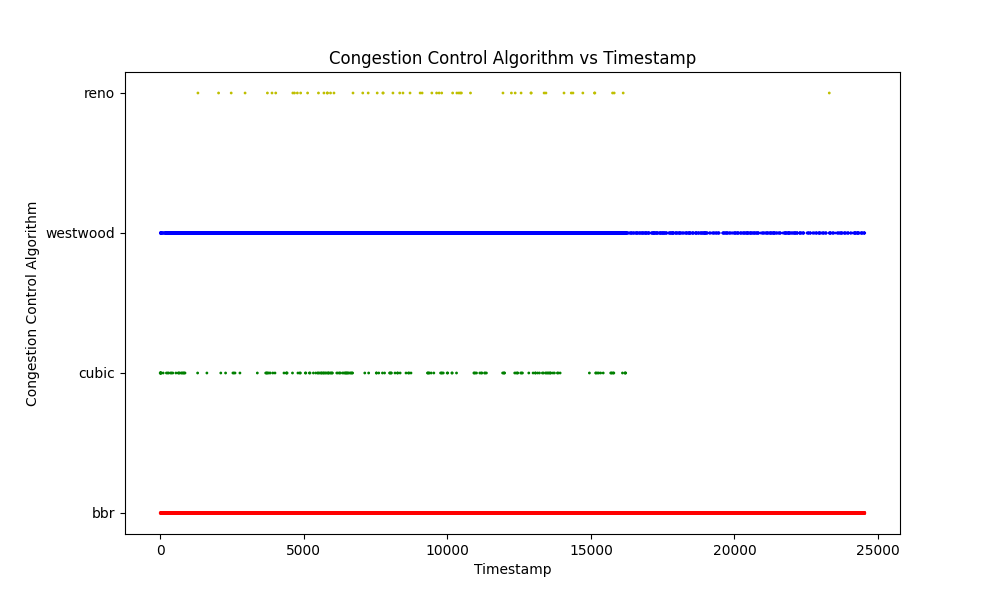 Congestion Control Algorithm vs Timestamp
reno
westwood
cubic
bbr
Congestion Control Algorithm
0 5000 10000 15000 20000 25000
Timestamp